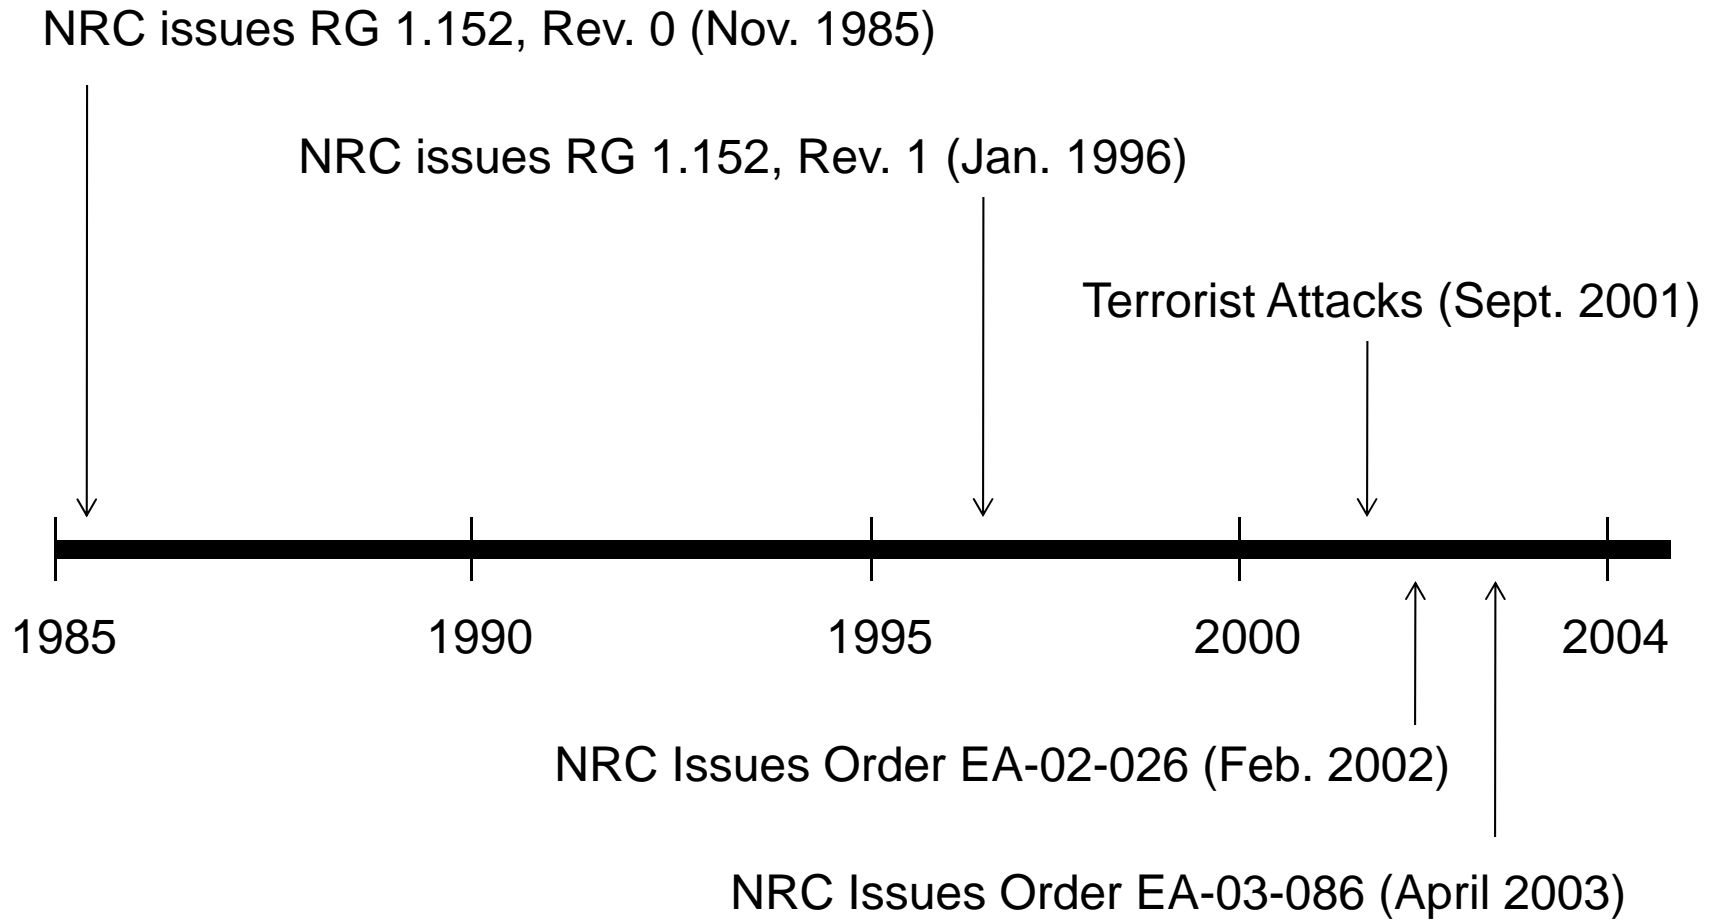 NRC issues RG 1.152, Rev. 0 (Nov. 1985)
NRC issues RG 1.152, Rev. 1 (Jan. 1996)
Terrorist Attacks (Sept. 2001)
1985 1990 1995 2000 2004
NRC Issues Order EA-02-026 (Feb. 2002)
NRC Issues Order EA-03-086 (April 2003)